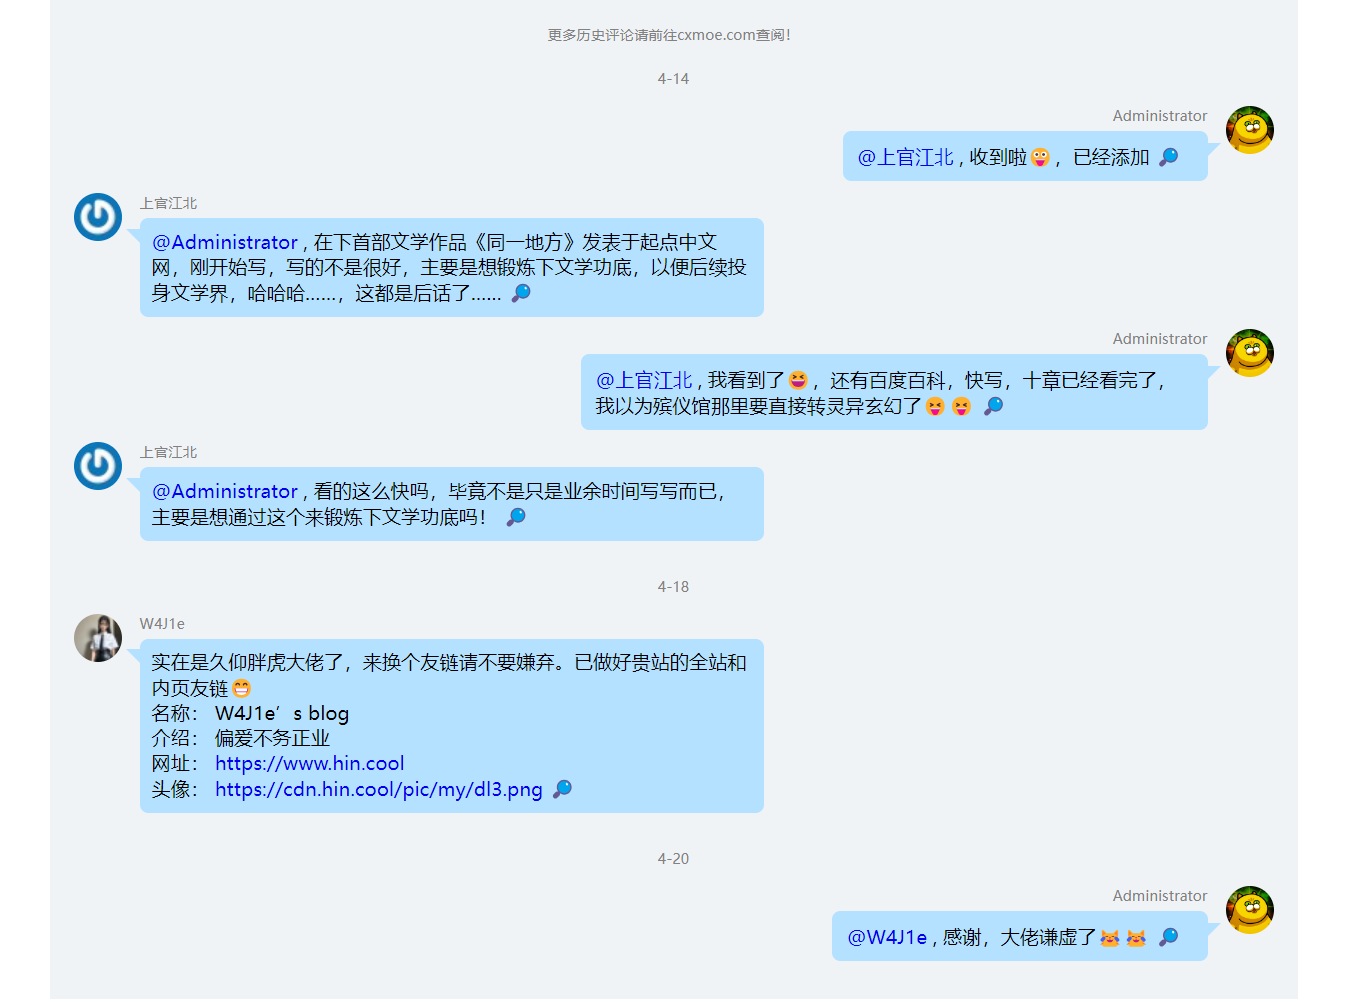 更多历史评论请前往cxmoe.com查阅！
4-14
Administrator
@上官江北 , 收到啦😜，已经添加 🔎
上官江北
@Administrator , 在下首部文学作品《同一地方》发表于起点中文
网，刚开始写，写的不是很好，主要是想锻炼下文学功底，以便后续投
身文学界，哈哈哈……，这都是后话了…… 🔎
Administrator
@上官江北 , 我看到了😆，还有百度百科，快写，十章已经看完了，
我以为殡仪馆那里要直接转灵异玄幻了😝 😝 🔎
上官江北
@Administrator , 看的这么快吗，毕竟不是只是业余时间写写而已，
主要是想通过这个来锻炼下文学功底吗！ 🔎
4-18
W4J1e
实在是久仰胖虎大佬了，来换个友链请不要嫌弃。已做好贵站的全站和
内页友链😁
名称： W4J1e’s blog
介绍： 偏爱不务正业
网址： https://www.hin.cool
头像： https://cdn.hin.cool/pic/my/dl3.png 🔎
4-20
Administrator
@W4J1e , 感谢，大佬谦虚了😹 😹 🔎